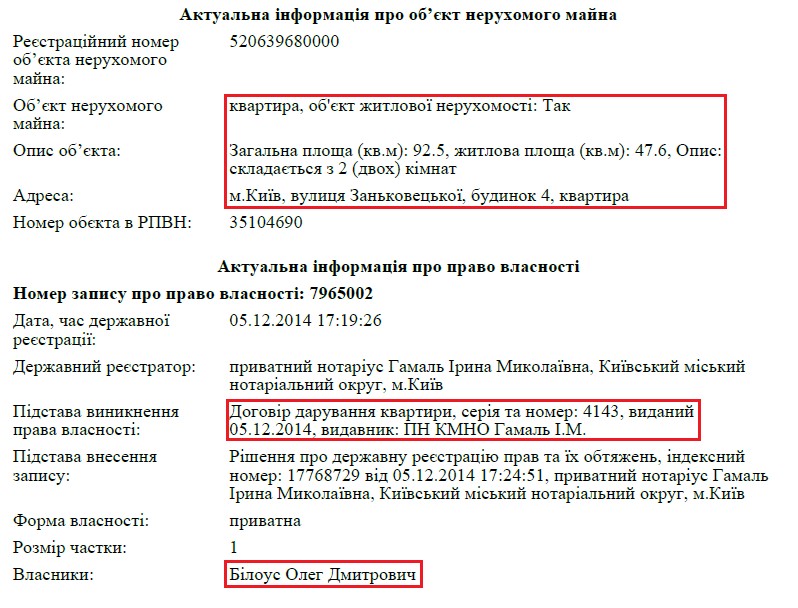 Актуальна інформація про об’єкт нерухомого майна
Реєстраційний номер 520639680000
об’єкта нерухомого
майна:
Об’єкт нерухомого квартира, об'єкт житлової нерухомості: Так
майна:
Опис об’єкта: Загальна площа (кв.м): 92.5, житлова площа (кв.м): 47.6, Опис:
складається з 2 (двох) кімнат
Адреса: м.Київ, вулиця Заньковецької, будинок 4, квартира
Номер обєкта в РПВН: 35104690
Актуальна інформація про право власності
Номер запису про право власності: 7965002
Дата, час державної 05.12.2014 17:19:26
реєстрації:
Державний реєстратор: приватний нотаріус Гамаль Ірина Миколаївна, Київський міський
нотаріальний округ, м.Київ
Підстава виникнення Договір дарування квартири, серія та номер: 4143, виданий
права власності: 05.12.2014, видавник: ПН КМНО Гамаль І.М.
Підстава внесення Рішення про державну реєстрацію прав та їх обтяжень, індексний
запису: номер: 17768729 від 05.12.2014 17:24:51, приватний нотаріус Гамаль
Ірина Миколаївна, Київський міський нотаріальний округ, м.Київ
Форма власності: приватна
Розмір частки: 1
Власники: Білоус Олег Дмитрович